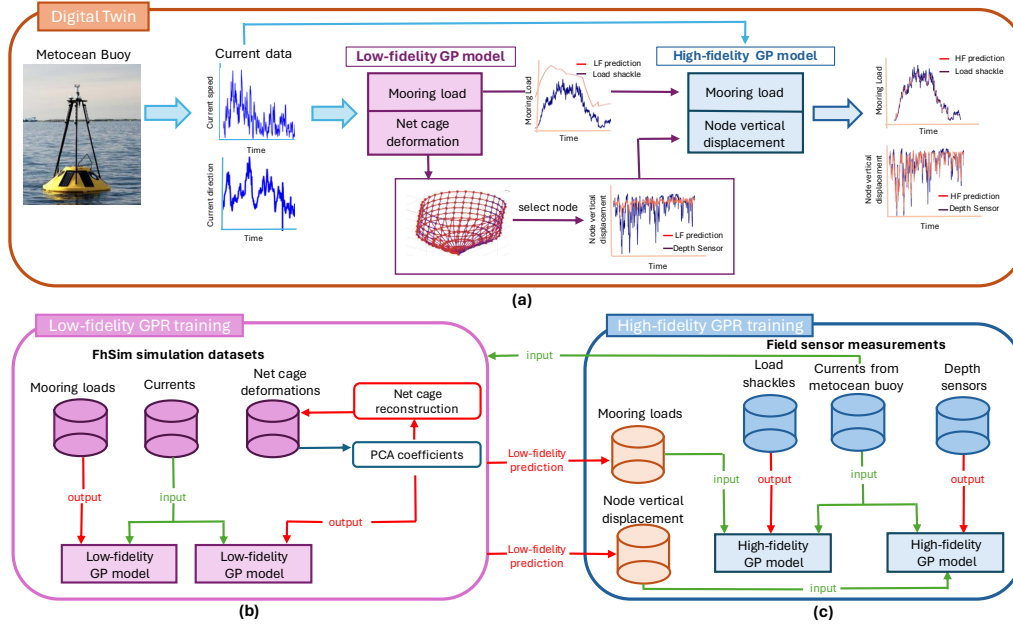 Digital Twin
Metocean Buoy
Current data
Current speed
Time
Current direction
Time
Low-fidelity GP model
Mooring load
Net cage
deformation
Mooring Load
LF prediction
Load shackle
Time
select node
Node vertical
displacement
LF prediction
Depth Sensor
Time
High-fidelity GP model
Mooring load
Node vertical
displacement
Mooring Load
HF prediction
Load shackle
Time
Node vertical
displacement
HF prediction
Depth Sensor
Time
(a)
Low-fidelity GPR training
FhSim simulation datasets
Mooring loads
Currents
Net cage
deformations
Net cage
reconstruction
PCA coefficients
output
input
output
Low-fidelity
GP model
Low-fidelity
GP model
(b)
Low-fidelity
prediction
Low-fidelity
prediction
High-fidelity GPR training
input
Field sensor measurements
Load
shackles
Currents from
metocean buoy
Depth
sensors
Mooring loads
input
output
input
output
Node vertical
displacement
High-fidelity
GP model
High-fidelity
GP model
input
(c)